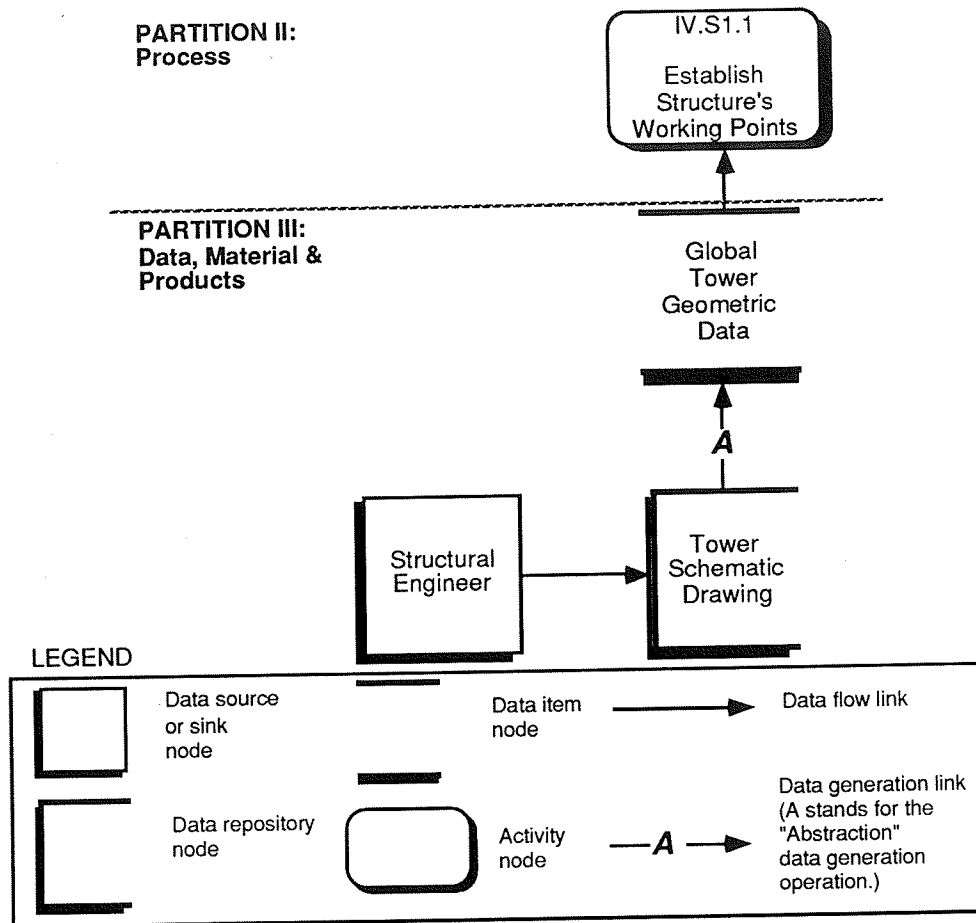 PARTITION II:
Process
IV.S1.1
Establish
Structure's
Working Points
PARTITION III:
Data, Material &
Products
Global
Tower
Geometric
Data
A
Structural
Engineer
Tower
Schematic
Drawing
LEGEND
Data source
or sink
node
Data item
node
Data flow link
Data repository
node
Activity
node
A
Data generation link
(A stands for the
"Abstraction"
data generation
operation.)